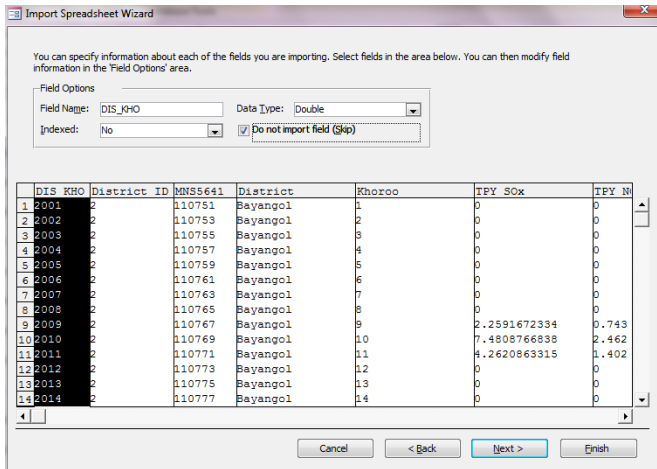 Import Spreadsheet Wizard
You can specify information about each of the fields you are importing. Select fields in the area below. You can then modify field
information in the 'Field Options' area.
Field Options
Field Name: DIS_KHO Data Type: Double
Indexed: No Do not import field (Skip)
DIS KHO District ID MNS5641 District Khoroo TPY SOx TPY N
1 2001 2 110751 Bayangol 1 0 0
2 2002 2 110753 Bayangol 2 0 0
3 2003 2 110755 Bayangol 3 0 0
4 2004 2 110757 Bayangol 4 0 0
5 2005 2 110759 Bayangol 5 0 0
6 2006 2 110761 Bayangol 6 0 0
7 2007 2 110763 Bayangol 7 0 0
8 2008 2 110765 Bayangol 8 0 0
9 2009 2 110767 Bayangol 9 2.2591672334 0.743
10 2010 2 110769 Bayangol 10 7.4808766838 2.462
11 2011 2 110771 Bayangol 11 4.2620863315 1.402
12 2012 2 110773 Bayangol 12 0 0
13 2013 2 110775 Bayangol 13 0 0
14 2014 2 110777 Bayangol 14 0 0
Cancel < Back Next > Finish